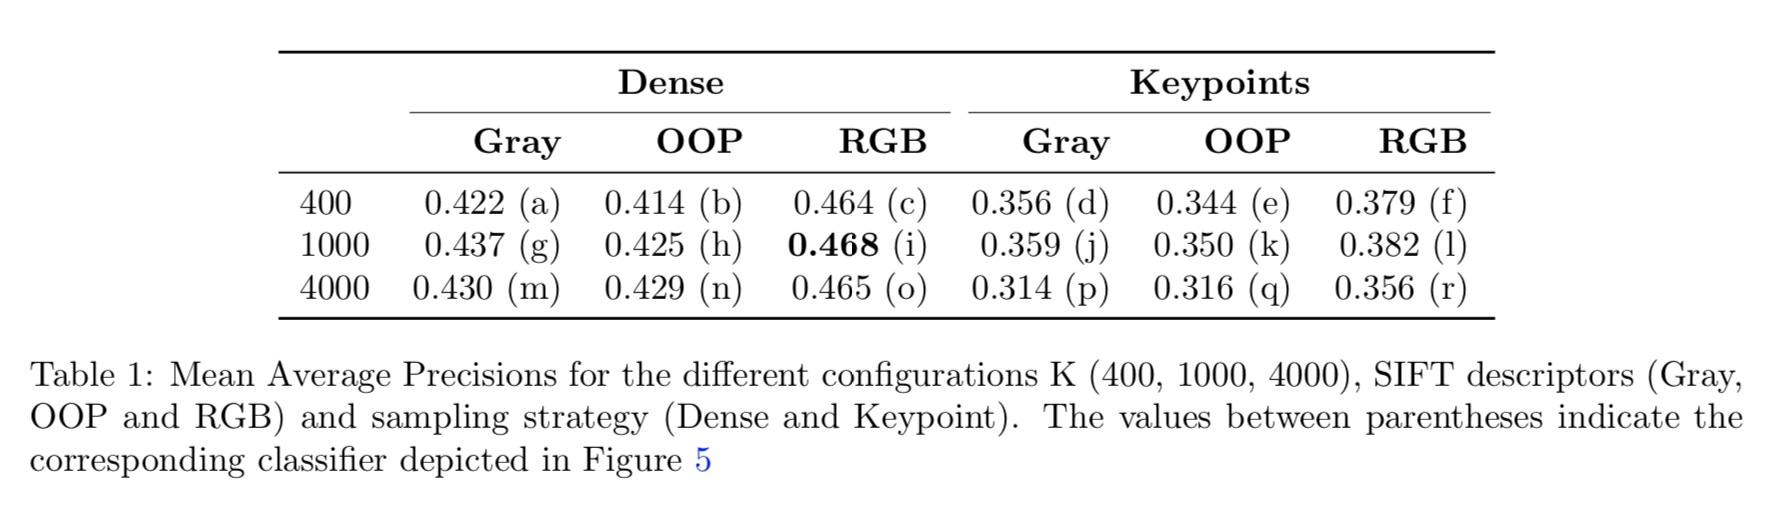 Dense Keypoints
Gray OOP RGB Gray OOP RGB
400 0.422 (a) 0.414 (b) 0.464 (c) 0.356 (d) 0.344 (e) 0.379 (f)
1000 0.437 (g) 0.425 (h) 0.468 (i) 0.359 (j) 0.350 (k) 0.382 (l)
4000 0.430 (m) 0.429 (n) 0.465 (o) 0.314 (p) 0.316 (q) 0.356 (r)
Table 1: Mean Average Precisions for the different configurations K (400, 1000, 4000), SIFT descriptors (Gray,
OOP and RGB) and sampling strategy (Dense and Keypoint). The values between parentheses indicate the
corresponding classifier depicted in Figure 5